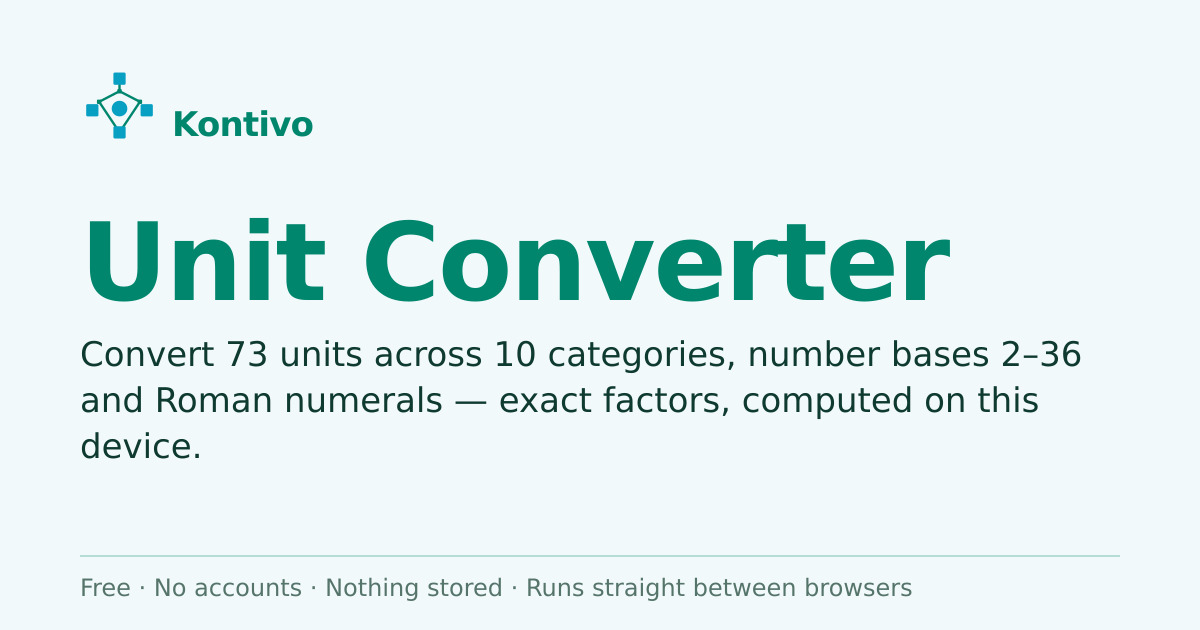 Kontivo
Unit Converter
Convert 73 units across 10 categories, number bases 2–36
and Roman numerals — exact factors, computed on this
device.
Free · No accounts · Nothing stored · Runs straight between browsers